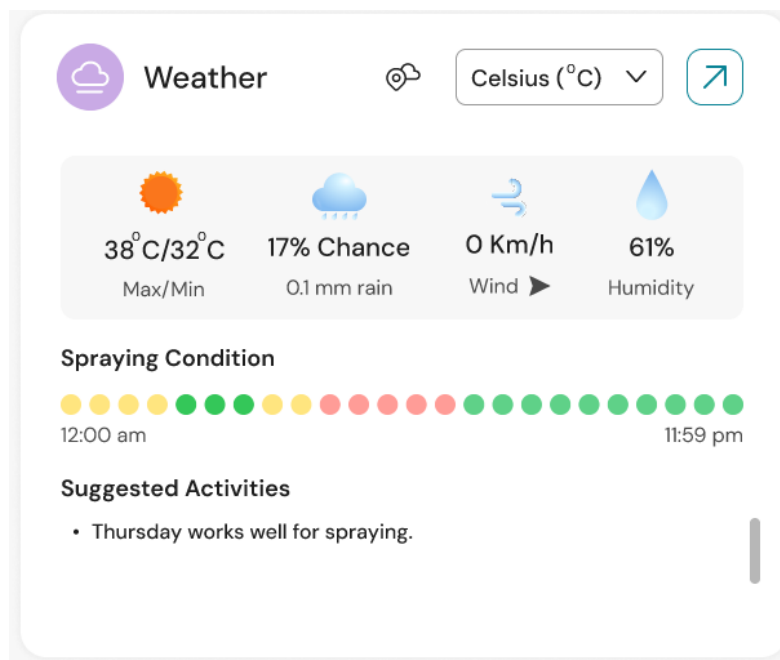 Weather
Celsius (°C)
38°C/32°C 17% Chance 0 Km/h 61%
Max/Min 0.1 mm rain Wind Humidity
Spraying Condition
12:00 am 11:59 pm
Suggested Activities
• Thursday works well for spraying.